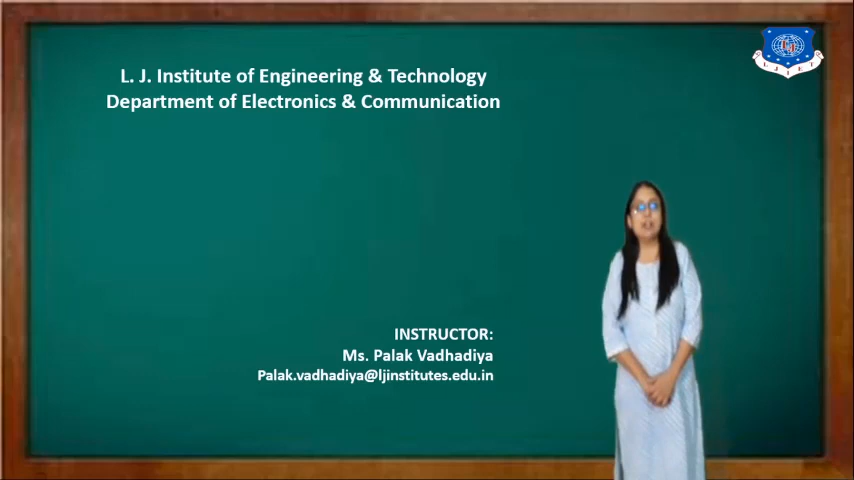 L. J. Institute of Engineering & Technology
Department of Electronics & Communication
L J I E T
INSTRUCTOR:
Ms. Palak Vadhadiya
Palak.vadhadiya@ljinstitutes.edu.in